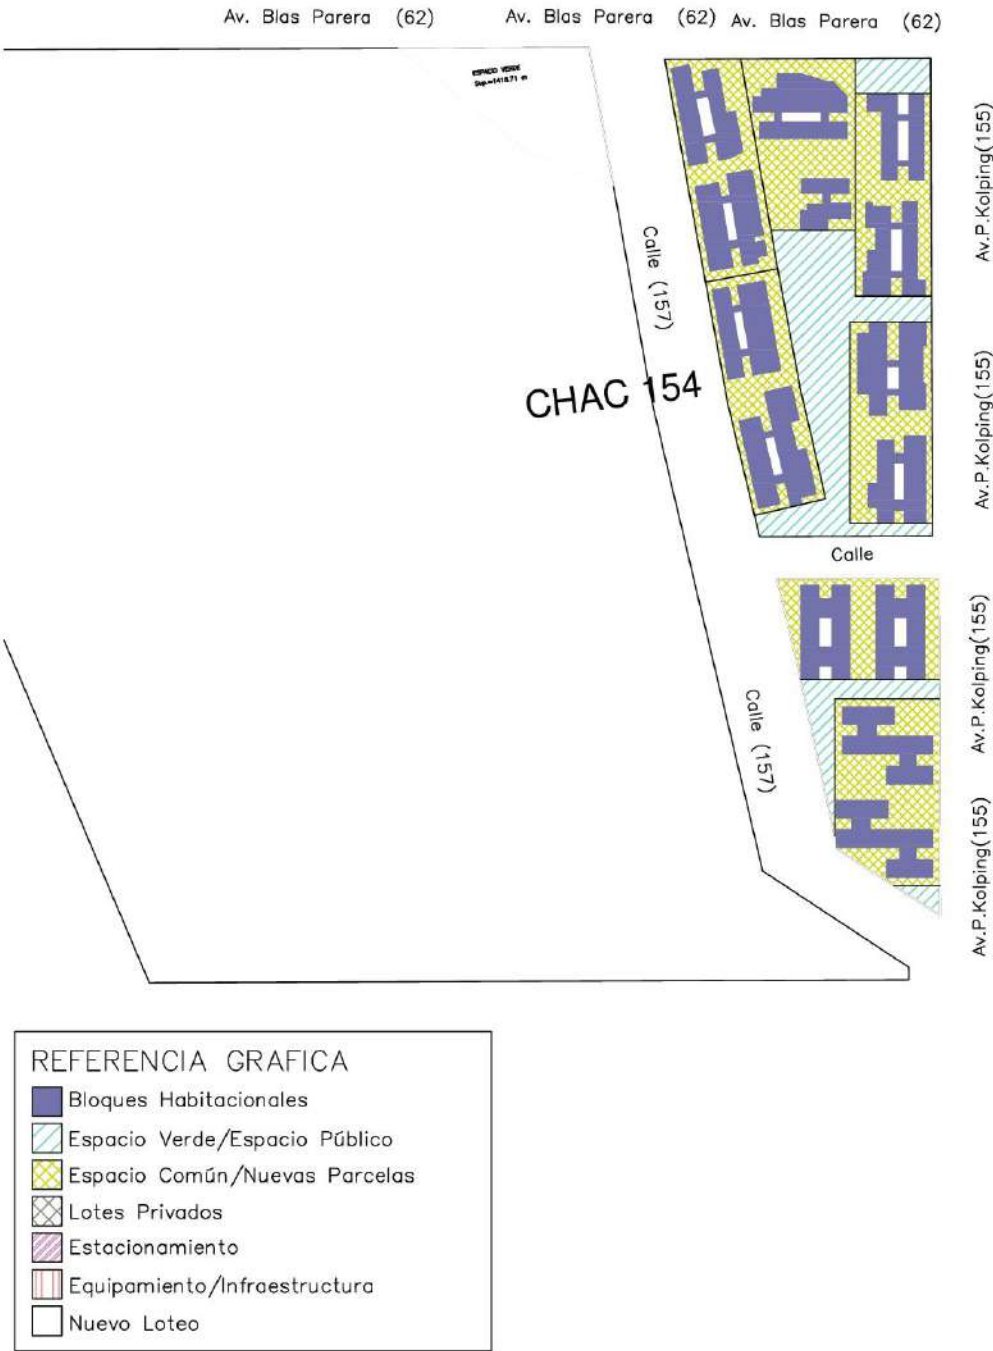 Av. Blas Parera (62)
Av. Blas Parera (62)
Av. Blas Parera (62)
ESPACIO VERDE
Av.P.Kolping(155)
Calle (157)
CHAC 154
Av.P.Kolping(155)
Calle
Av.P.Kolping(155)
Calle (157)
Av.P.Kolping(155)
REFERENCIA GRAFICA
Bloques Habitacionales
Espacio Verde/Espacio Público
Espacio Común/Nuevas Parcelas
Lotes Privados
Estacionamiento
Equipamiento/Infraestructura
Nuevo Loteo